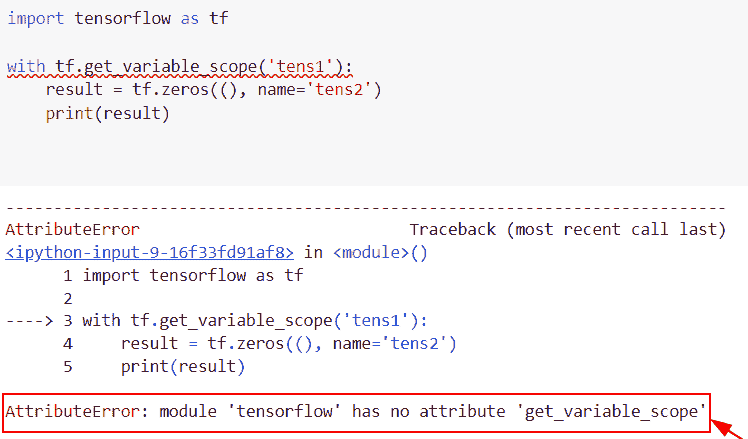 import tensorflow as tf
with tf.get_variable_scope('tens1'):
    result = tf.zeros((), name='tens2')
    print(result)
---------------------------------------------------------------------------
AttributeError                            Traceback (most recent call last)
<ipython-input-9-16f33fd91af8> in <module>()
      1 import tensorflow as tf
      2
----> 3 with tf.get_variable_scope('tens1'):
      4     result = tf.zeros((), name='tens2')
      5     print(result)
AttributeError: module 'tensorflow' has no attribute 'get_variable_scope'